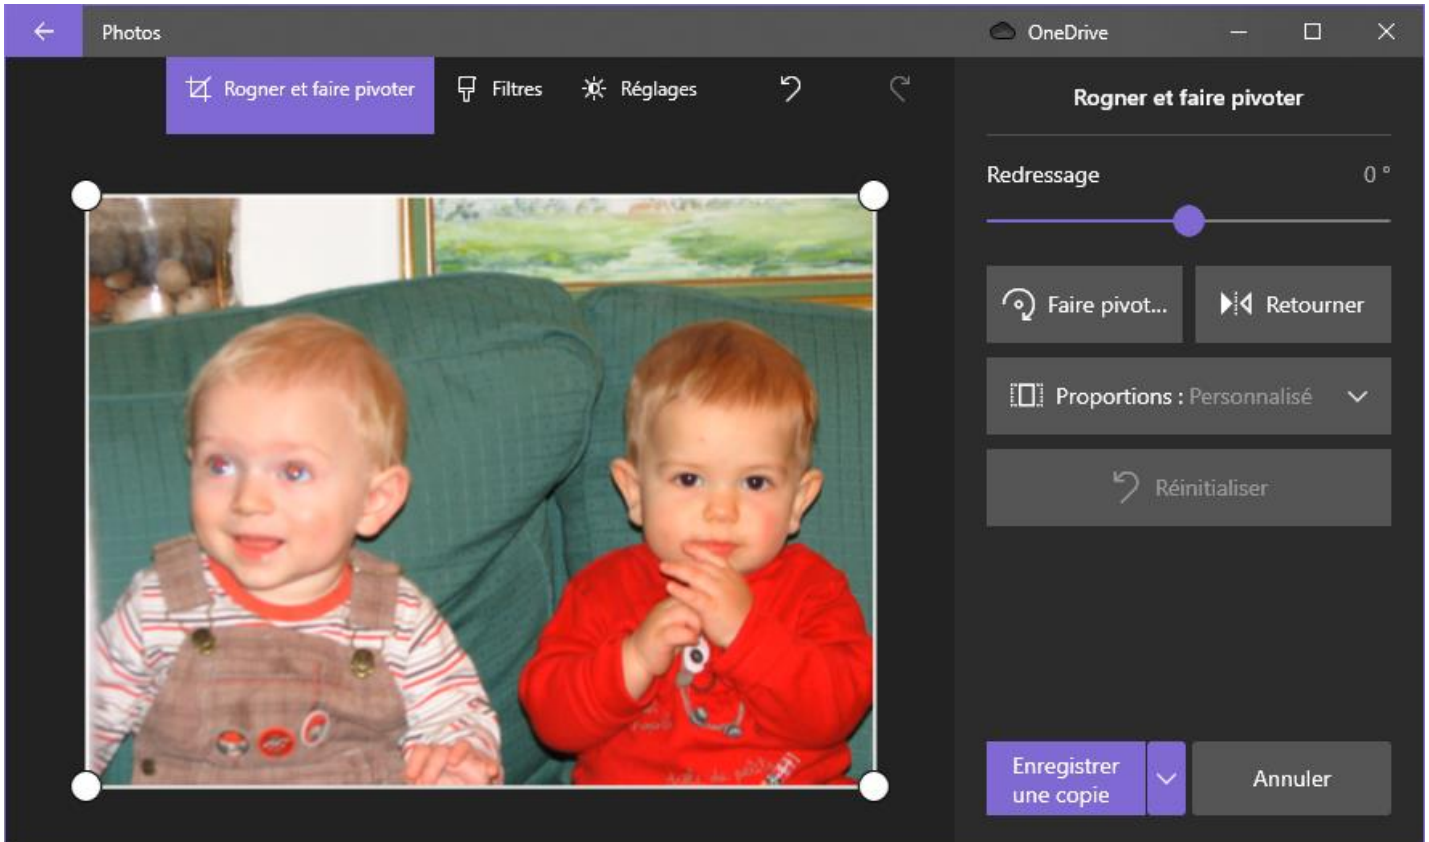 Photos
OneDrive
Rogner et faire pivoter
Filtres
Réglages
Rogner et faire pivoter
Redressage
0 °
Faire pivot...
Retourner
Proportions : Personnalisé
Réinitialiser
Enregistrer
une copie
Annuler